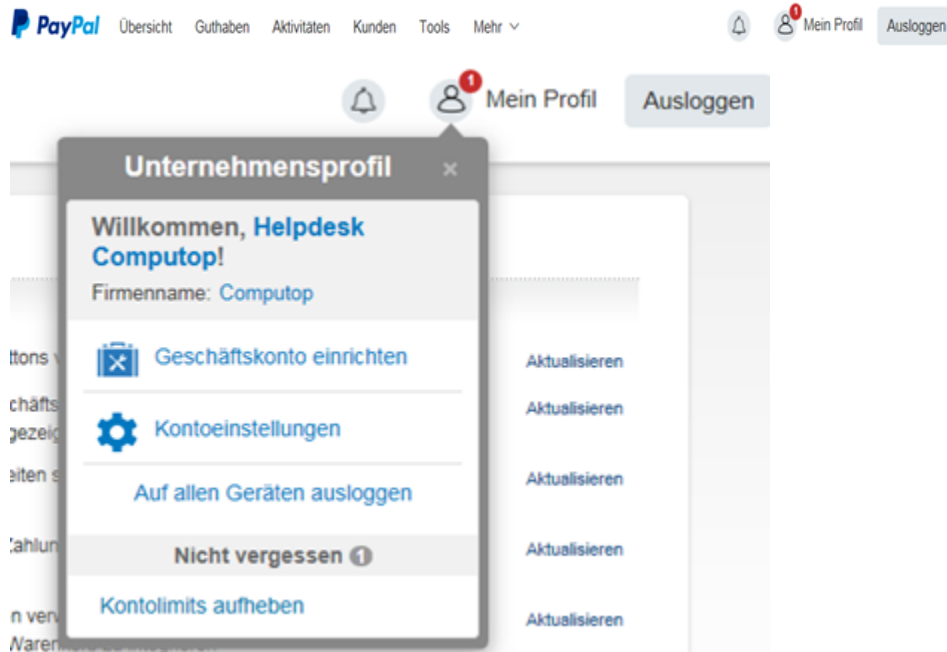 PayPal Übersicht Guthaben Aktivitäten Kunden Tools Mehr 1 Mein Profil Ausloggen
1 Mein Profil Ausloggen
Unternehmensprofil ×
Willkommen, Helpdesk
Computop!
Firmenname: Computop
Geschäftskonto einrichten
Aktualisieren
Aktualisieren
Kontoeinstellungen
Aktualisieren
Auf allen Geräten ausloggen
Nicht vergessen 1
Aktualisieren
Kontolimits aufheben
Aktualisieren